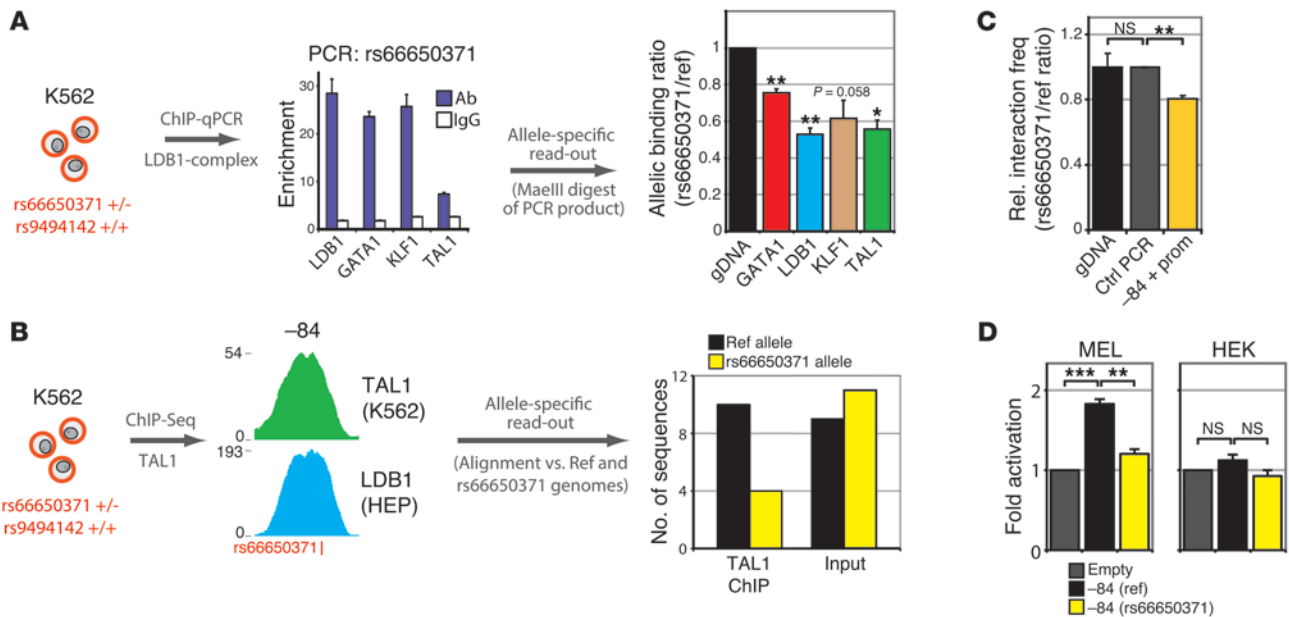 A
K562
rs66650371 +/-
rs9494142 +/+
ChIP-qPCR
LDB1-complex
PCR: rs66650371
Enrichment
30
20
10
0
Ab
IgG
LDB1
GATA1
KLF1
TAL1
Allele-specific
read-out
(MaeIII digest
of PCR product)
Allelic binding ratio
(rs66650371/ref)
1
0.8
0.6
0.4
0.2
0
**
**
P = 0.058
*
gDNA
GATA1
LDB1
KLF1
TAL1
C
Rel. interaction freq
(rs66650371/ref ratio)
1.2
0.8
0.4
0
NS
**
gDNA
Ctrl PCR
–84 + prom
B
K562
rs66650371 +/-
rs9494142 +/+
ChIP-Seq
TAL1
–84
54
0
TAL1
(K562)
193
0
LDB1
(HEP)
rs66650371|
Allele-specific
read-out
(Alignment vs. Ref and
rs66650371 genomes)
Ref allele
rs66650371 allele
No. of sequences
12
8
4
0
TAL1
ChIP
Input
D
MEL
HEK
Fold activation
2
1
0
***
**
NS
NS
Empty
–84 (ref)
–84 (rs66650371)